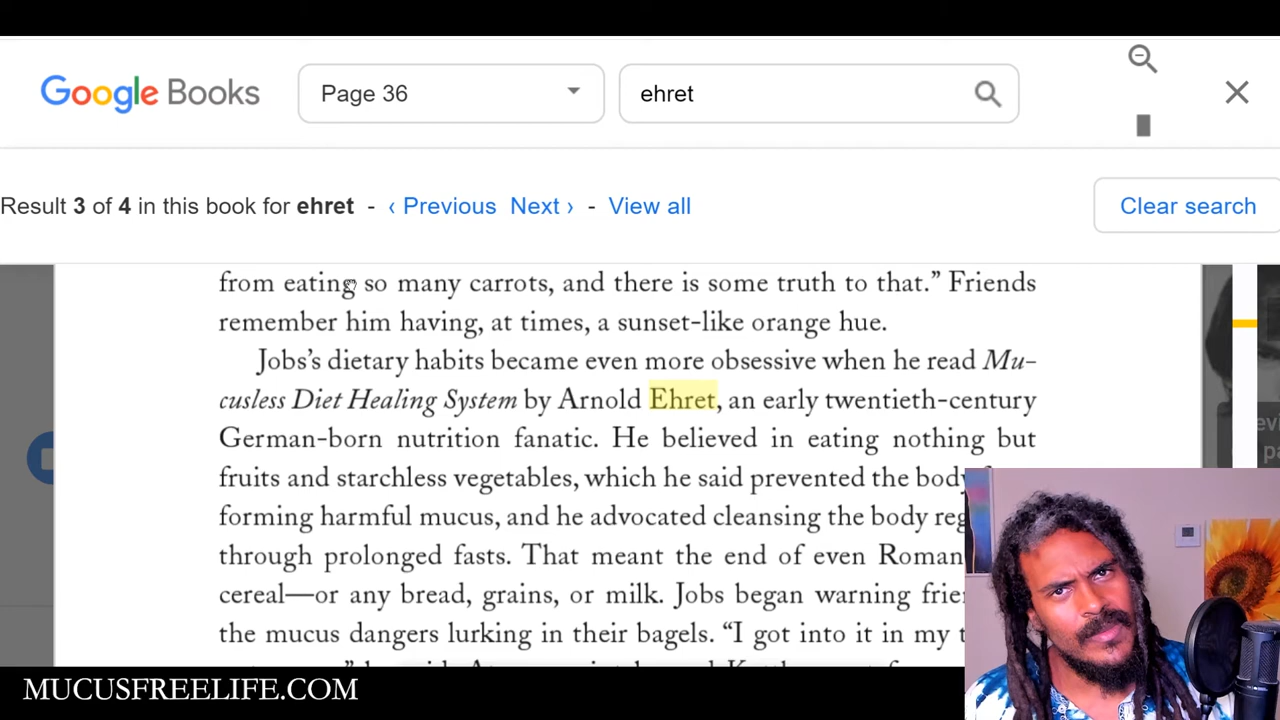 Google Books
Page 36
ehret
Result 3 of 4 in this book for ehret - ‹ Previous Next › - View all
Clear search
from eating so many carrots, and there is some truth to that.” Friends
remember him having, at times, a sunset-like orange hue.
Jobs’s dietary habits became even more obsessive when he read Mu-
cusless Diet Healing System by Arnold Ehret, an early twentieth-century
German-born nutrition fanatic. He believed in eating nothing but
fruits and starchless vegetables, which he said prevented the body
forming harmful mucus, and he advocated cleansing the body reg
through prolonged fasts. That meant the end of even Roman
cereal—or any bread, grains, or milk. Jobs began warning frie
the mucus dangers lurking in their bagels. “I got into it in my
MUCUSFREELIFE.COM